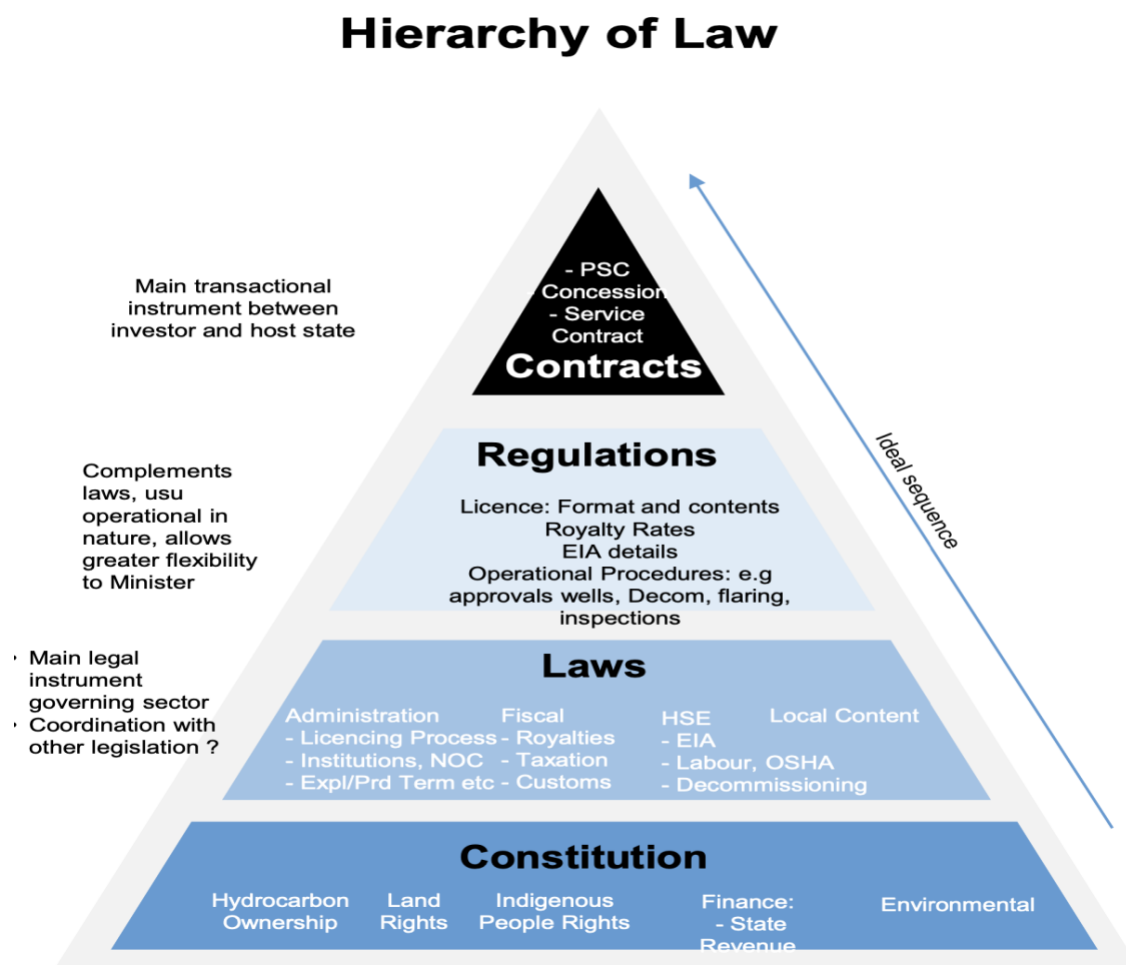 Hierarchy of Law
Main transactional
instrument between
investor and host state
- PSC
- Concession
- Service
Contract
Contracts
Ideal sequence
Complements
laws, usu
operational in
nature, allows
greater flexibility
to Minister
Regulations
Licence: Format and contents
Royalty Rates
EIA details
Operational Procedures: e.g
approvals wells, Decom, flaring,
inspections
• Main legal
instrument
governing sector
• Coordination with
other legislation ?
Laws
Administration
- Licencing Process
- Institutions, NOC
- Expl/Prd Term etc
Fiscal
- Royalties
- Taxation
- Customs
HSE
- EIA
- Labour, OSHA
- Decommissioning
Local Content
Constitution
Hydrocarbon
Ownership
Land
Rights
Indigenous
People Rights
Finance:
- State
Revenue
Environmental